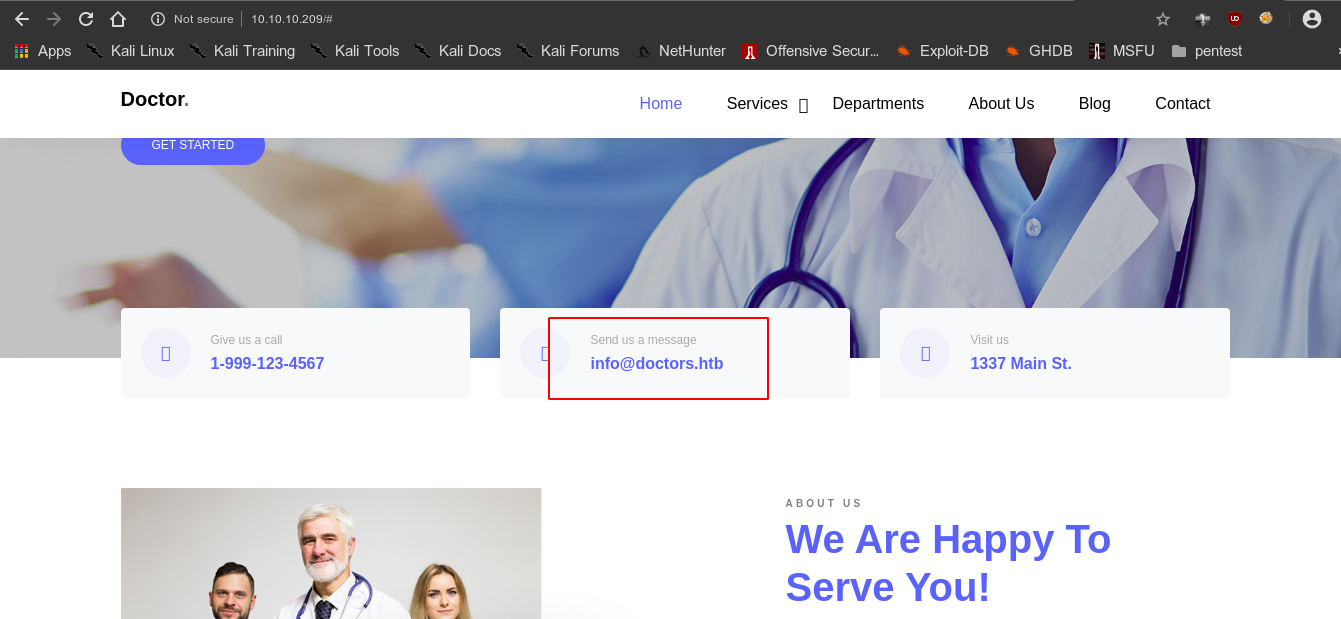 Not secure 10.10.10.209/#
Apps Kali Linux Kali Training Kali Tools Kali Docs Kali Forums NetHunter Offensive Secur... Exploit-DB GHDB MSFU pentest
Doctor.
Home Services Departments About Us Blog Contact
GET STARTED
Give us a call
1-999-123-4567
Send us a message
info@doctors.htb
Visit us
1337 Main St.
ABOUT US
We Are Happy To
Serve You!